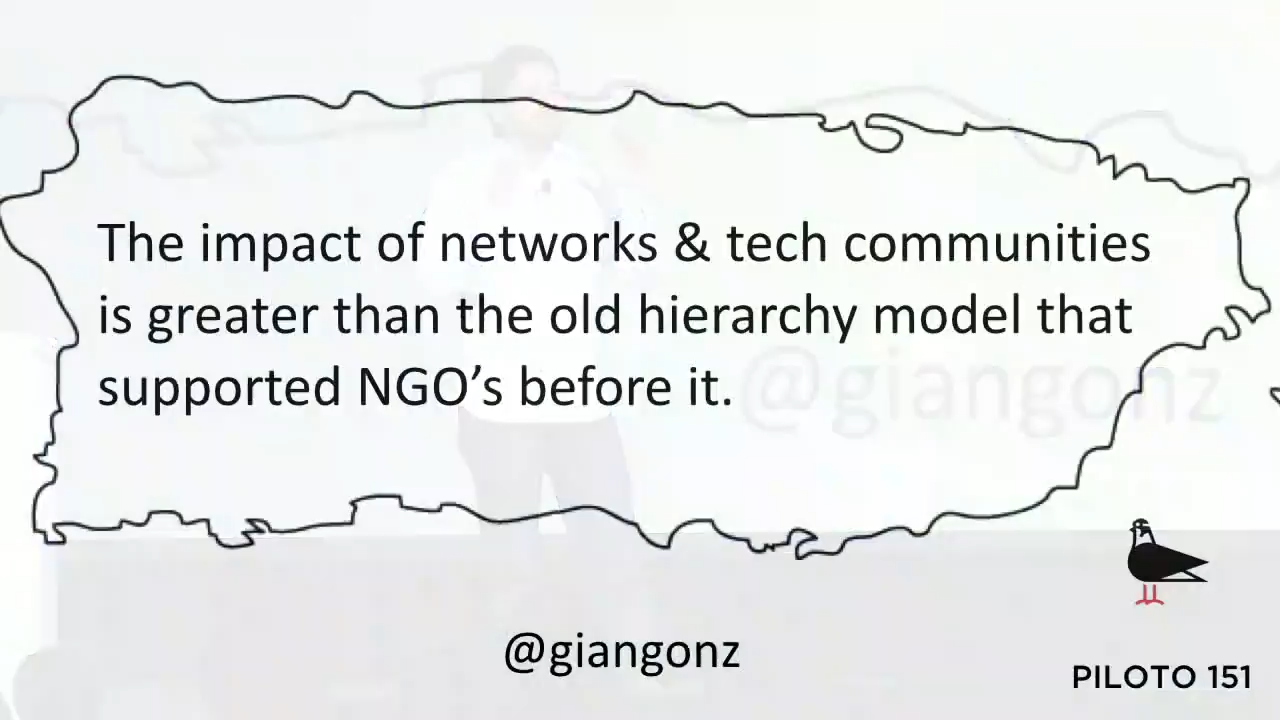 The impact of networks & tech communities
is greater than the old hierarchy model that
supported NGO’s before it.
@giangonz
@giangonz
PILOTO 151